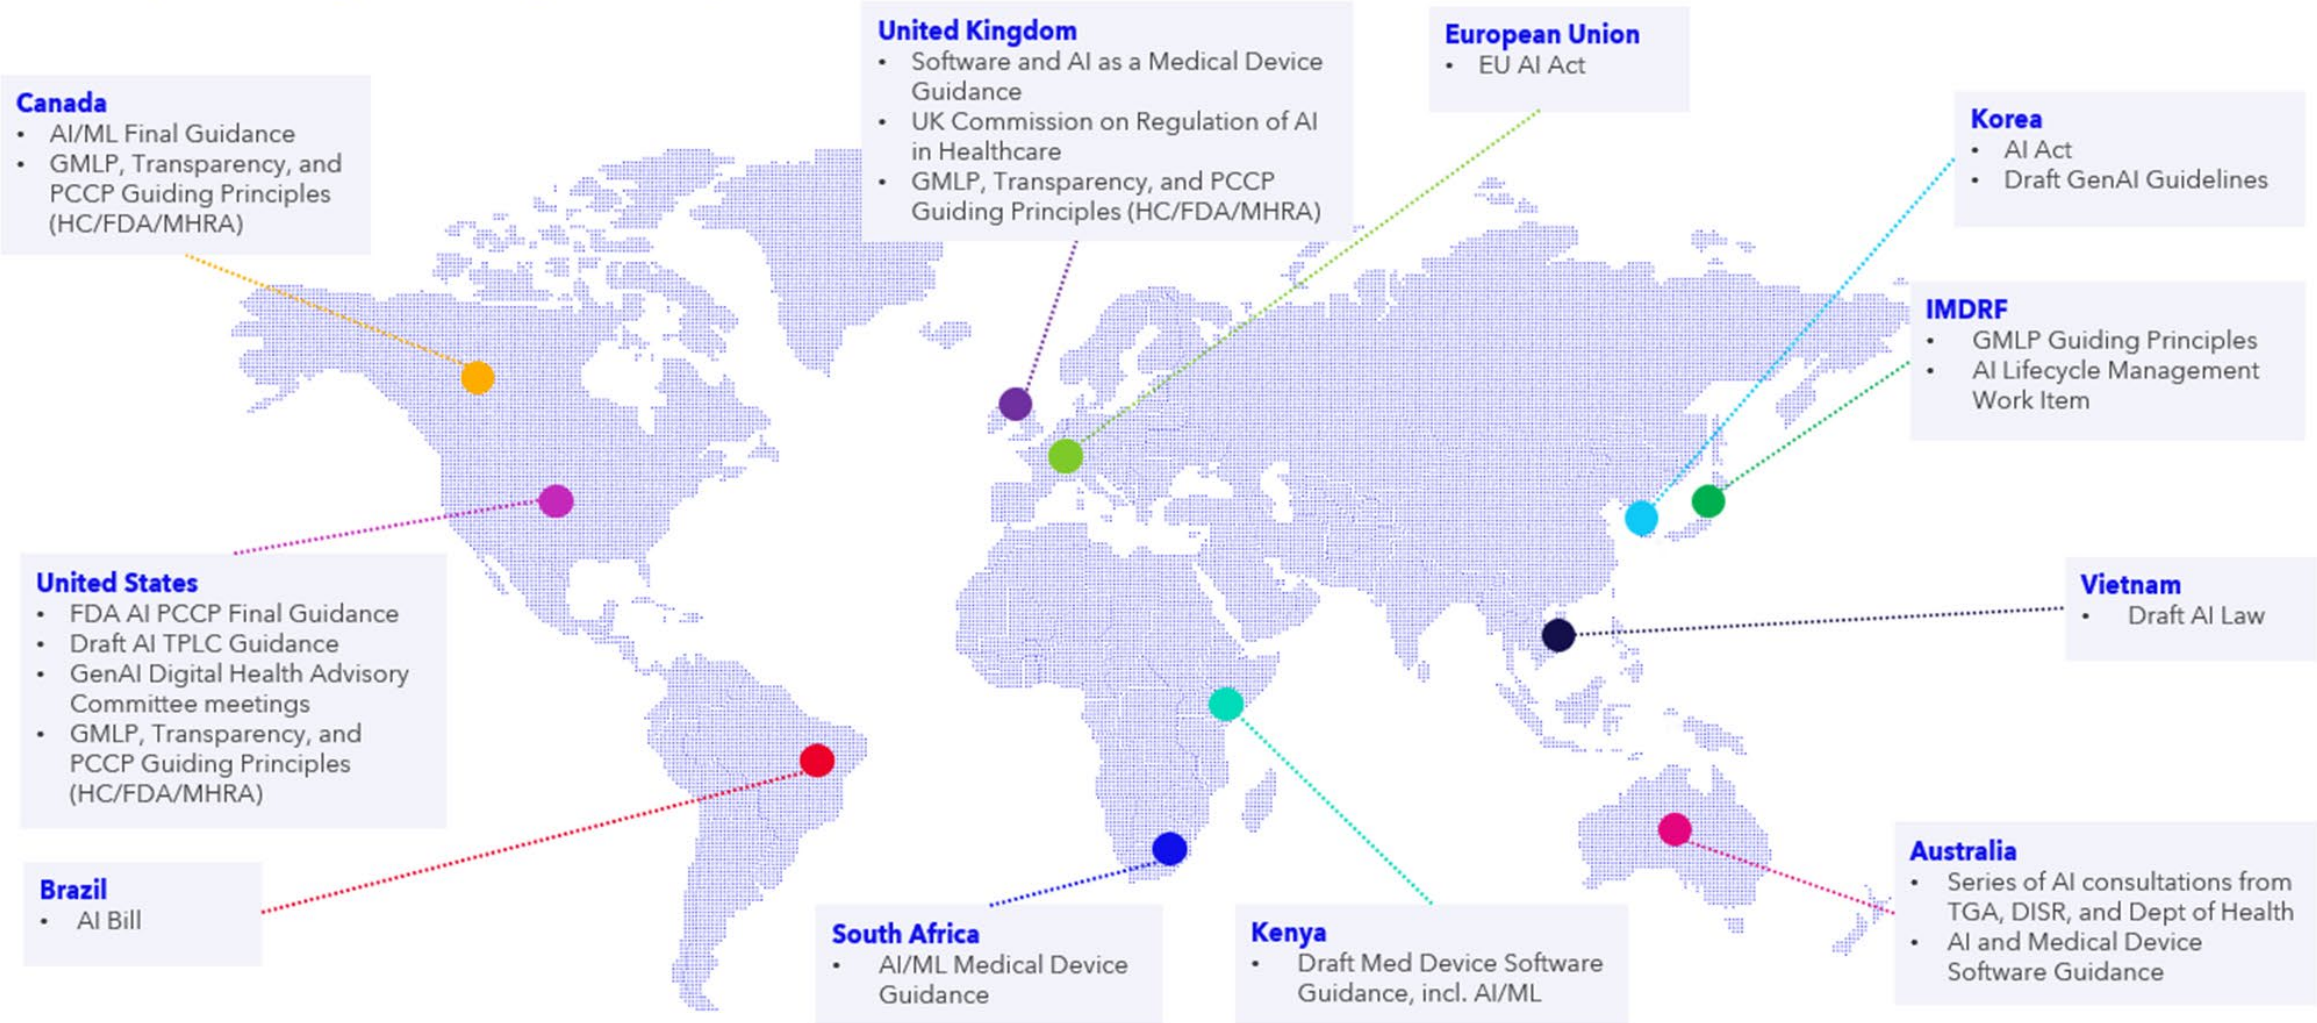 Canada
• AI/ML Final Guidance
• GMLP, Transparency, and
PCCP Guiding Principles
(HC/FDA/MHRA)
United Kingdom
• Software and AI as a Medical Device
Guidance
• UK Commission on Regulation of AI
in Healthcare
• GMLP, Transparency, and PCCP
Guiding Principles (HC/FDA/MHRA)
European Union
• EU AI Act
Korea
• AI Act
• Draft GenAI Guidelines
IMDRF
• GMLP Guiding Principles
• AI Lifecycle Management
Work Item
United States
• FDA AI PCCP Final Guidance
• Draft AI TPLC Guidance
• GenAI Digital Health Advisory
Committee meetings
• GMLP, Transparency, and
PCCP Guiding Principles
(HC/FDA/MHRA)
Vietnam
• Draft AI Law
Brazil
• AI Bill
South Africa
• AI/ML Medical Device
Guidance
Kenya
• Draft Med Device Software
Guidance, incl. AI/ML
Australia
• Series of AI consultations from
TGA, DISR, and Dept of Health
• AI and Medical Device
Software Guidance